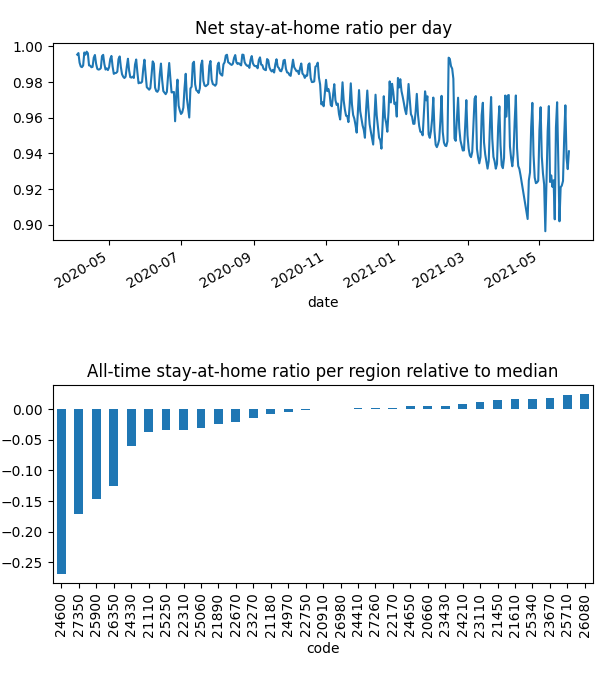 Net stay-at-home ratio per day
1.00
0.98
0.96
0.94
0.92
0.90
2020-05 2020-07 2020-09 2020-11 2021-01 2021-03 2021-05
date
All-time stay-at-home ratio per region relative to median
0.00
−0.05
−0.10
−0.15
−0.20
−0.25
24600 27350 25900 26350 24330 21110 25250 22310 25060 21890 22670 23270 21180 24970 22750 20910 26980 24410 27260 22170 24650 20660 23430 24210 23110 21450 21610 25340 23670 25710 26080
code